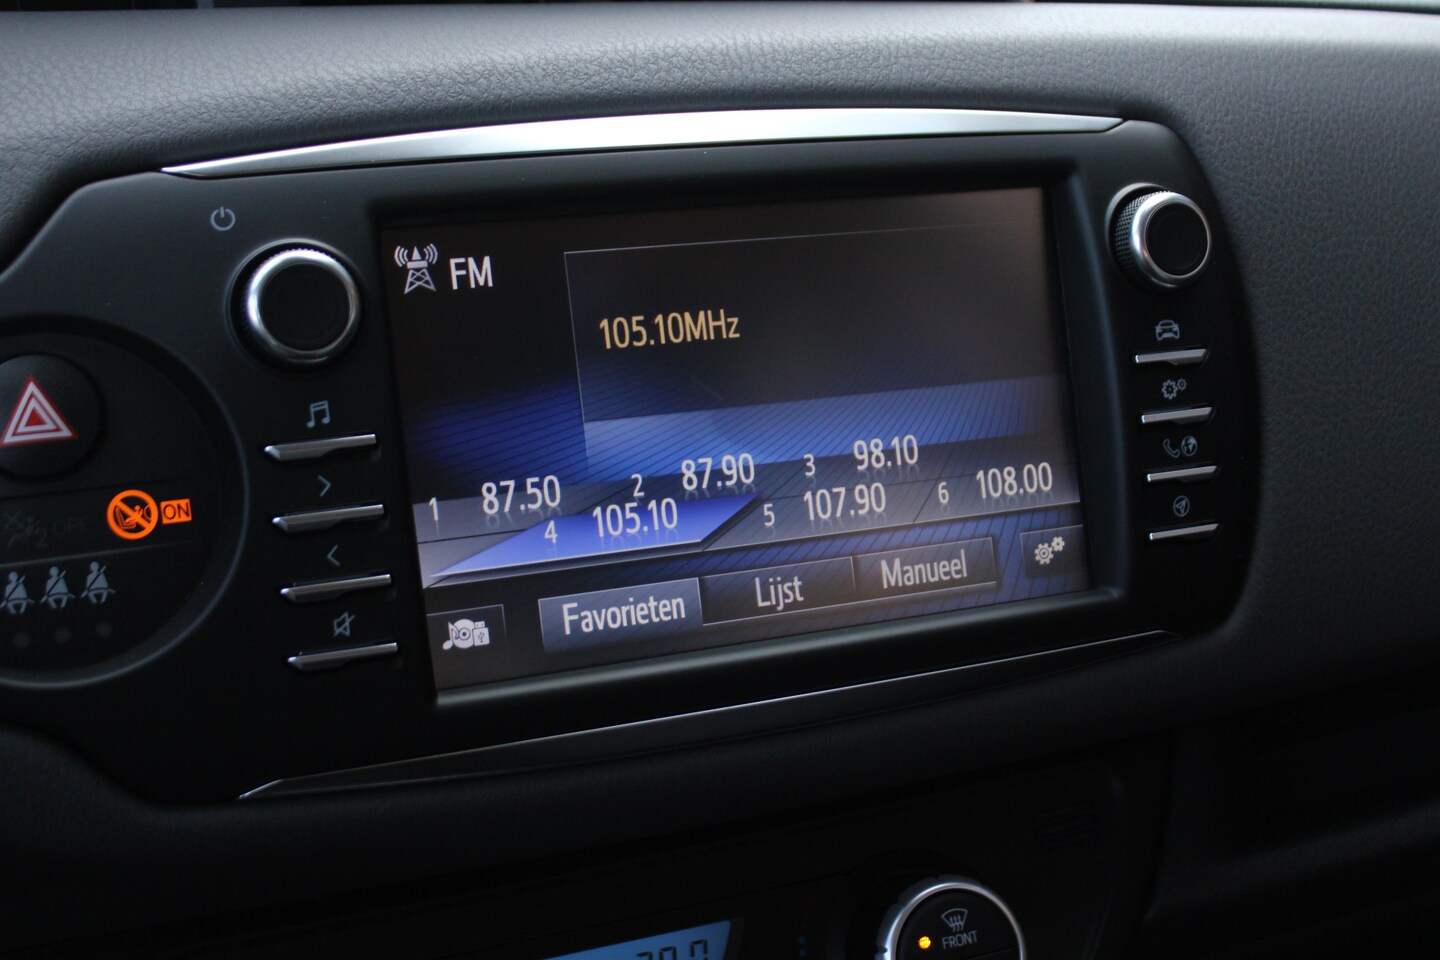 FM
105.10MHz
1 87.50 2 87.90 3 98.10
4 105.10 5 107.90 6 108.00
Favorieten Lijst Manueel
ON
FRONT